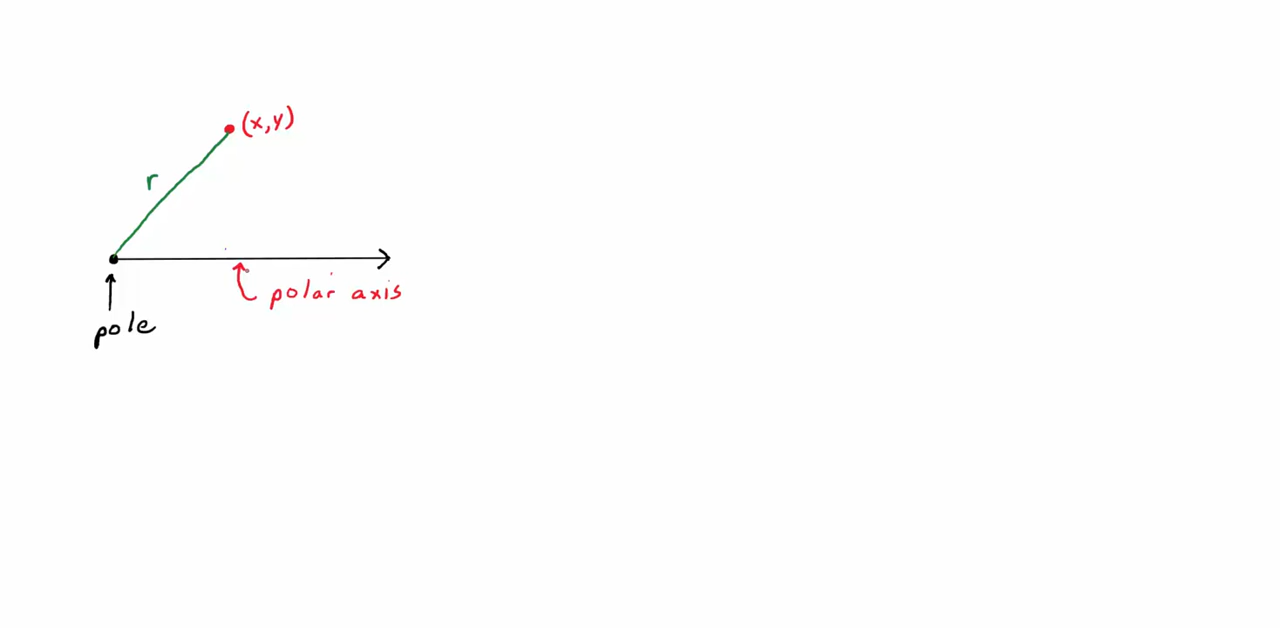 (x,y)
r
polar axis
pole